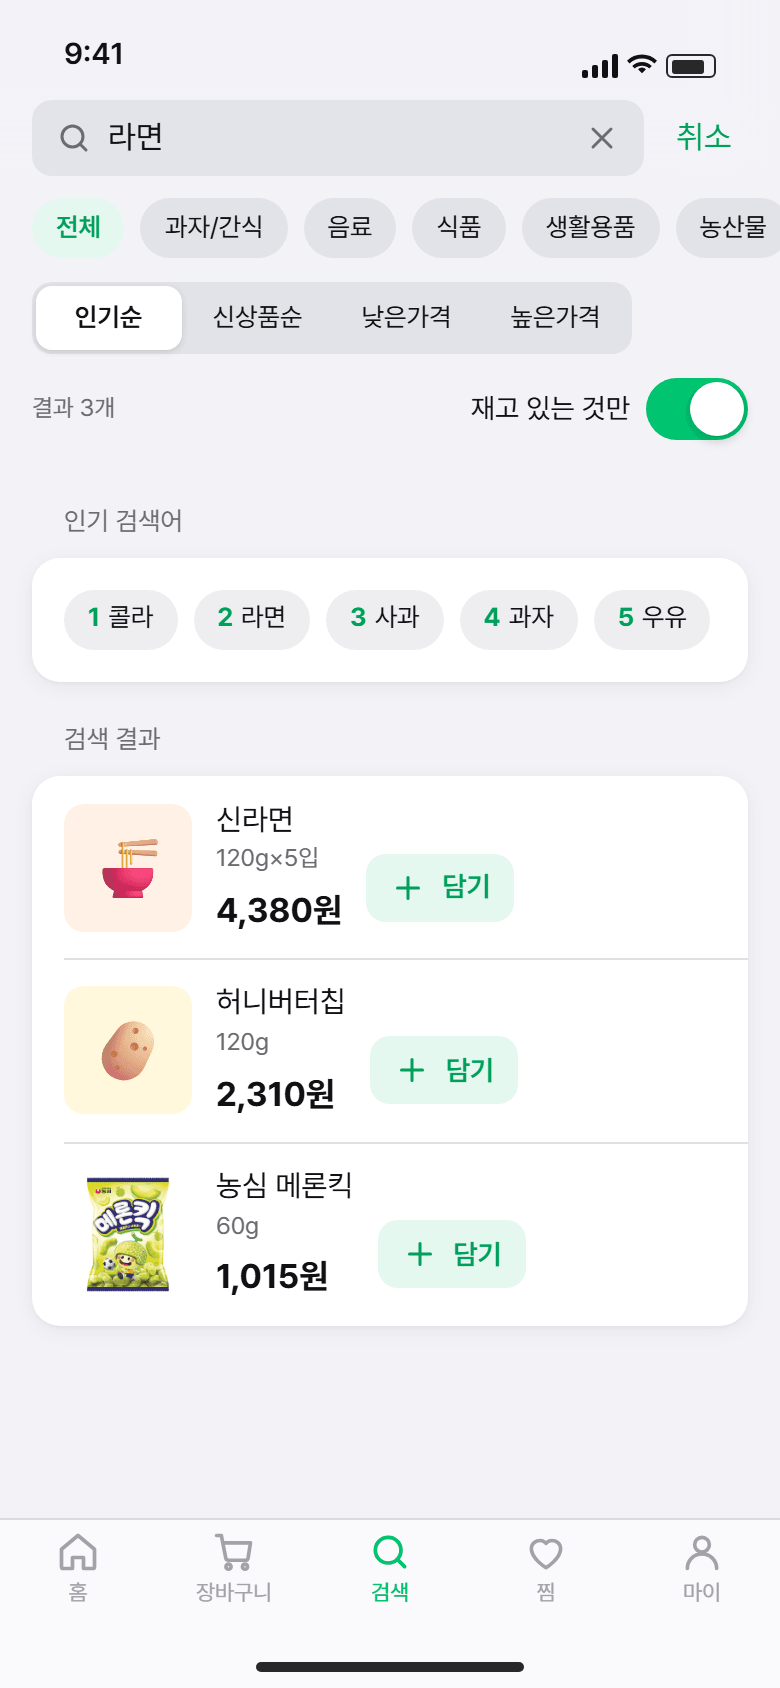 9:41
라면
취소
전체 과자/간식 음료 식품 생활용품 농산물
인기순 신상품순 낮은가격 높은가격
결과 3개 재고 있는 것만
인기 검색어
1 콜라 2 라면 3 사과 4 과자 5 우유
검색 결과
신라면
120g×5입
4,380원
+ 담기
허니버터칩
120g
2,310원
+ 담기
메론킥
농심 메론킥
60g
1,015원
+ 담기
홈 장바구니 검색 찜 마이